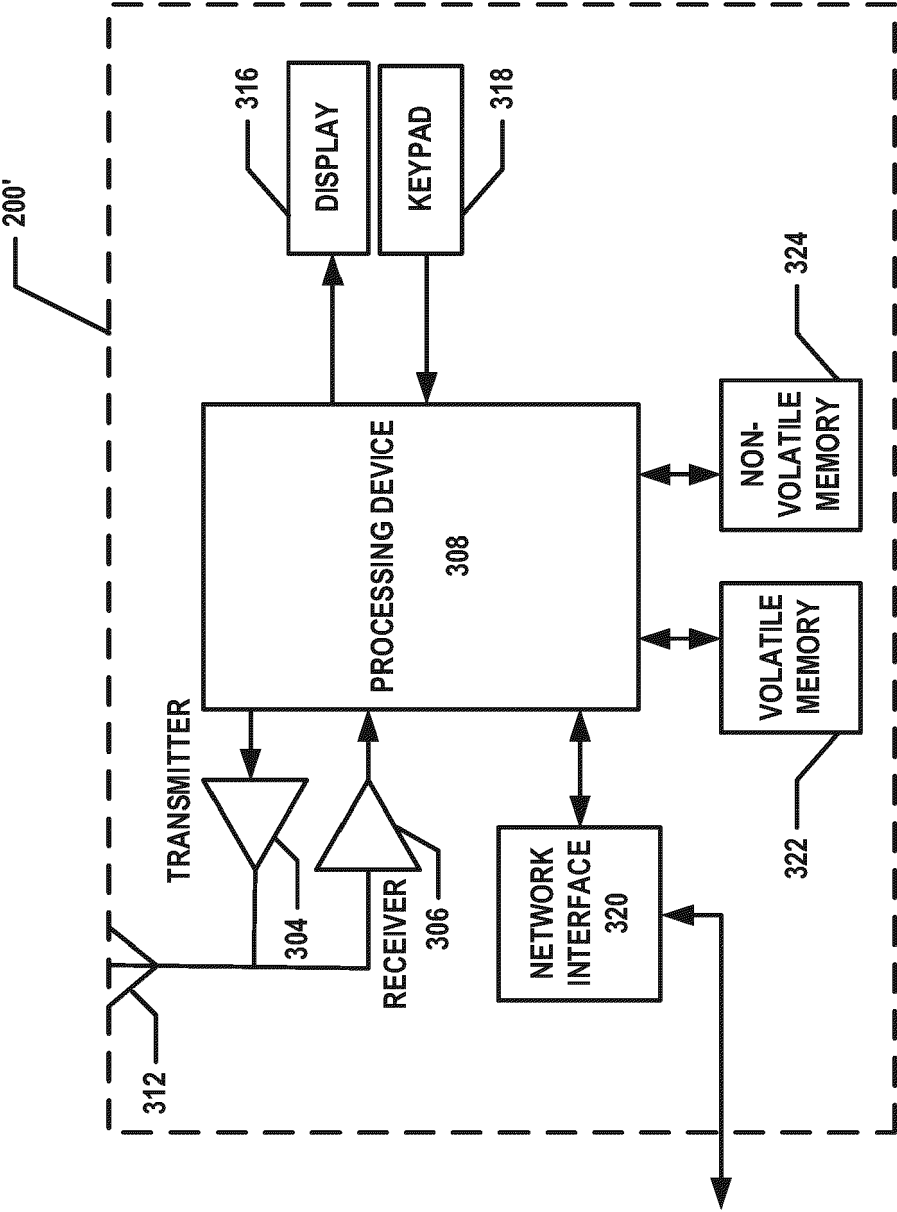 200'
316
DISPLAY
KEYPAD
318
324
NON-
VOLATILE
MEMORY
PROCESSING DEVICE
308
VOLATILE
MEMORY
322
TRANSMITTER
304
RECEIVER
306
NETWORK
INTERFACE
320
312